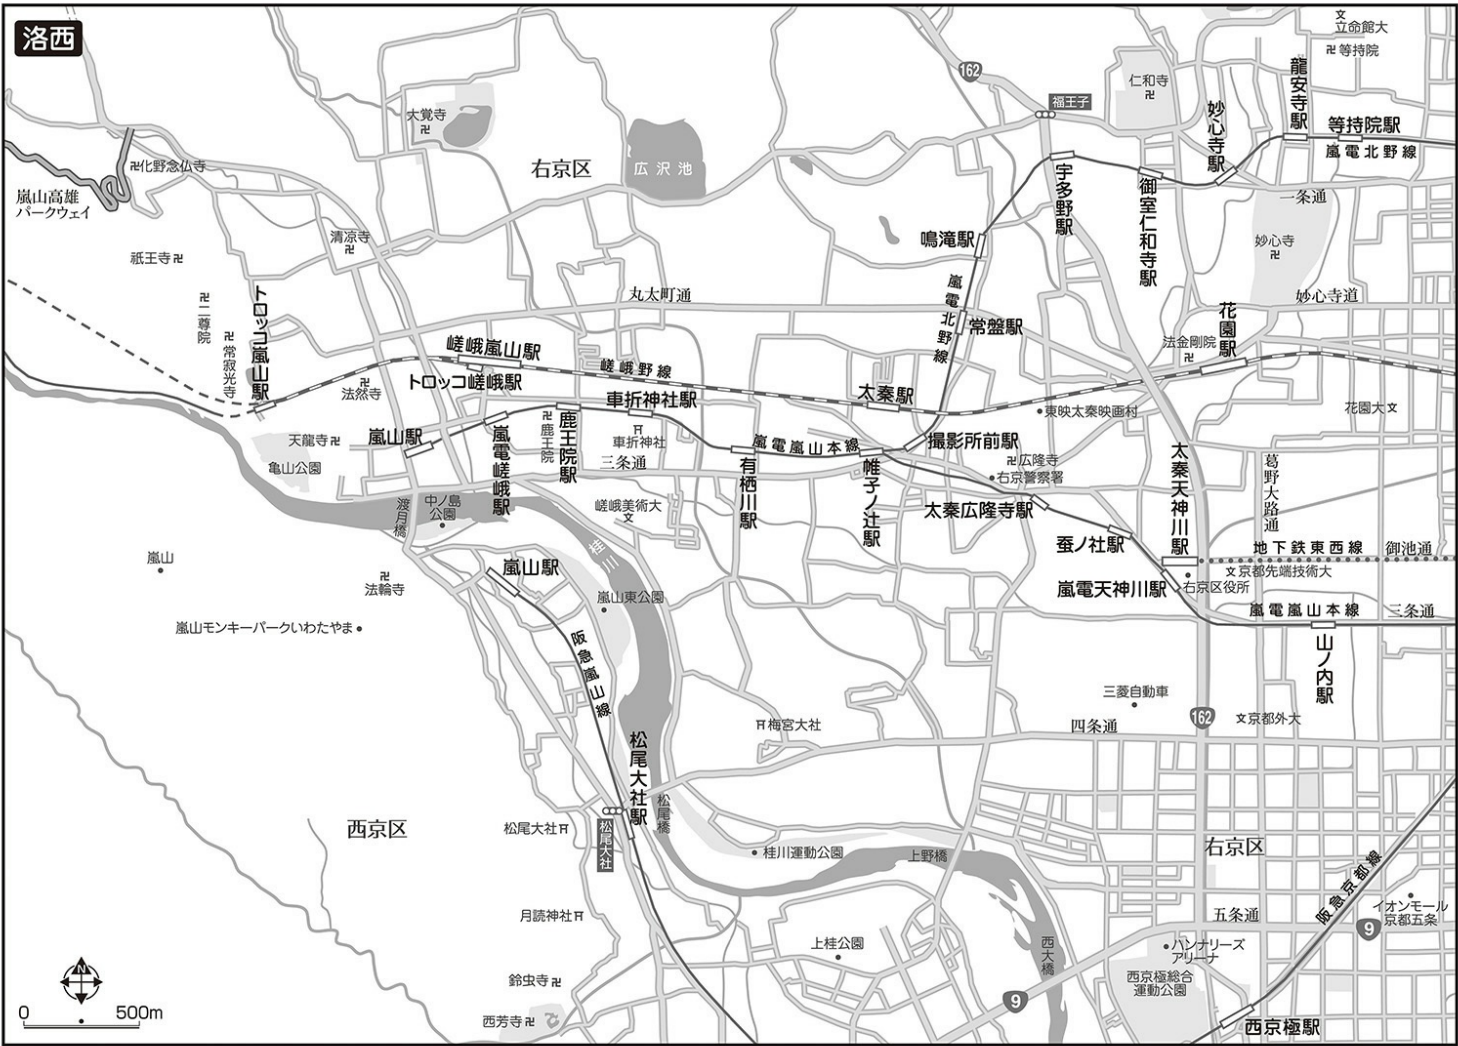 洛西
文
立命館大
卍等持院
162
福王子
仁和寺
卍
龍安寺駅
妙心寺駅
等持院駅
嵐電北野線
大覚寺
卍
右京区
広沢池
卍化野念仏寺
嵐山高雄
パークウェイ
宇多野駅
御室仁和寺駅
一条通
清凉寺
卍
鳴滝駅
妙心寺
卍
祇王寺卍
丸太町通
嵐電北野線
妙心寺道
卍二尊院
トロッコ嵐山駅
卍常寂光寺
常盤駅
花園駅
法金剛院
卍
嵯峨嵐山駅
トロッコ嵯峨駅
嵯峨野線
法然寺
卍
太秦駅
東映太秦映画村
花園大文
車折神社駅
車折神社
天龍寺卍
嵐山駅
嵐電嵯峨駅
卍鹿王院
鹿王院駅
三条通
有栖川駅
嵐電嵐山本線
帷子ノ辻駅
撮影所前駅
卍広隆寺
右京警察署
太秦広隆寺駅
太秦天神川駅
葛野大路通
亀山公園
渡月橋
中ノ島
公園
嵯峨美術大
文
桂川
蚕ノ社駅
地下鉄東西線
御池通
文京都先端技術大
嵐山
卍
法輪寺
嵐山駅
嵐山東公園
嵐電天神川駅
右京区役所
嵐電嵐山本線
三条通
嵐山モンキーパークいわたやま
阪急嵐山線
山ノ内駅
三菱自動車
162
文京都外大
梅宮大社
四条通
松尾大社駅
松尾橋
西京区
松尾大社
松尾大社
桂川運動公園
上野橋
右京区
阪急京都線
イオンモール
京都五条
月読神社
五条通
9
上桂公園
西大橋
ハンナリーズ
アリーナ
西京極総合
運動公園
鈴虫寺卍
9
西芳寺卍
西京極駅
N
0
500m